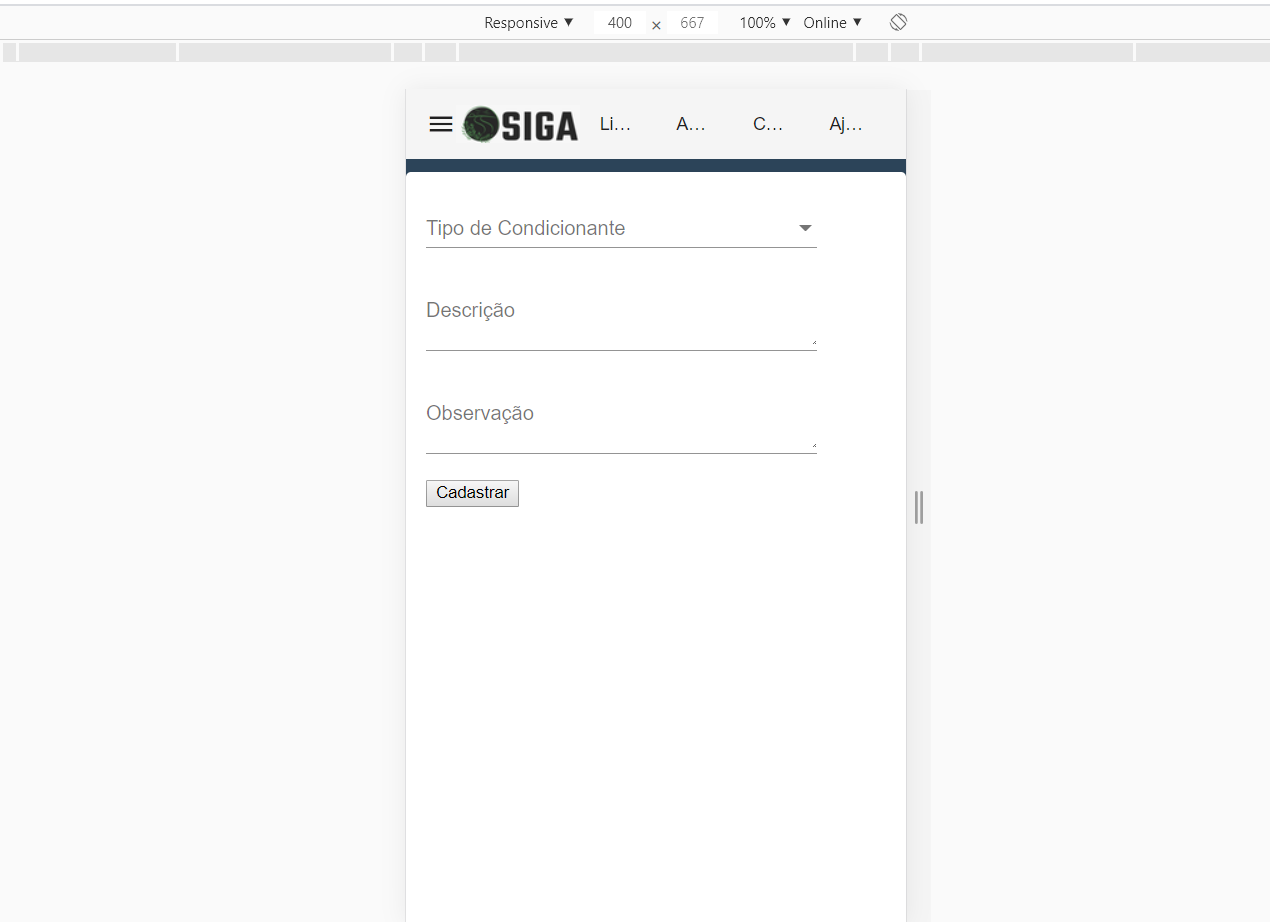 Responsive ▼ 400 × 667 100% ▼ Online ▼
SIGA Li... A... C... Aj...
Tipo de Condicionante
Descrição
Observação
Cadastrar